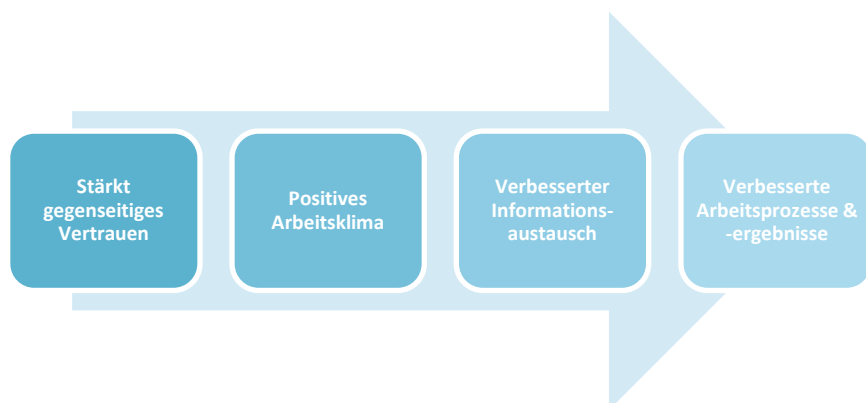 Stärkt
gegenseitiges
Vertrauen
Positives
Arbeitsklima
Verbesserter
Informations-
austausch
Verbesserte
Arbeitsprozesse &
-ergebnisse